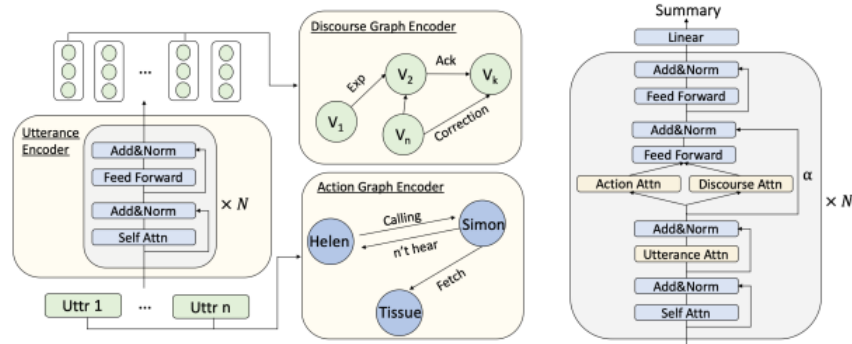 ...
Utterance
Encoder
Add&Norm
Feed Forward
Add&Norm
Self Attn
× N
Uttr 1
...
Uttr n
Discourse Graph Encoder
V1
V2
Vk
Vn
Exp
Ack
Correction
Action Graph Encoder
Helen
Calling
n't hear
Simon
Fetch
Tissue
Summary
Linear
Add&Norm
Feed Forward
Add&Norm
Feed Forward
Action Attn
Discourse Attn
α
× N
Add&Norm
Utterance Attn
Add&Norm
Self Attn